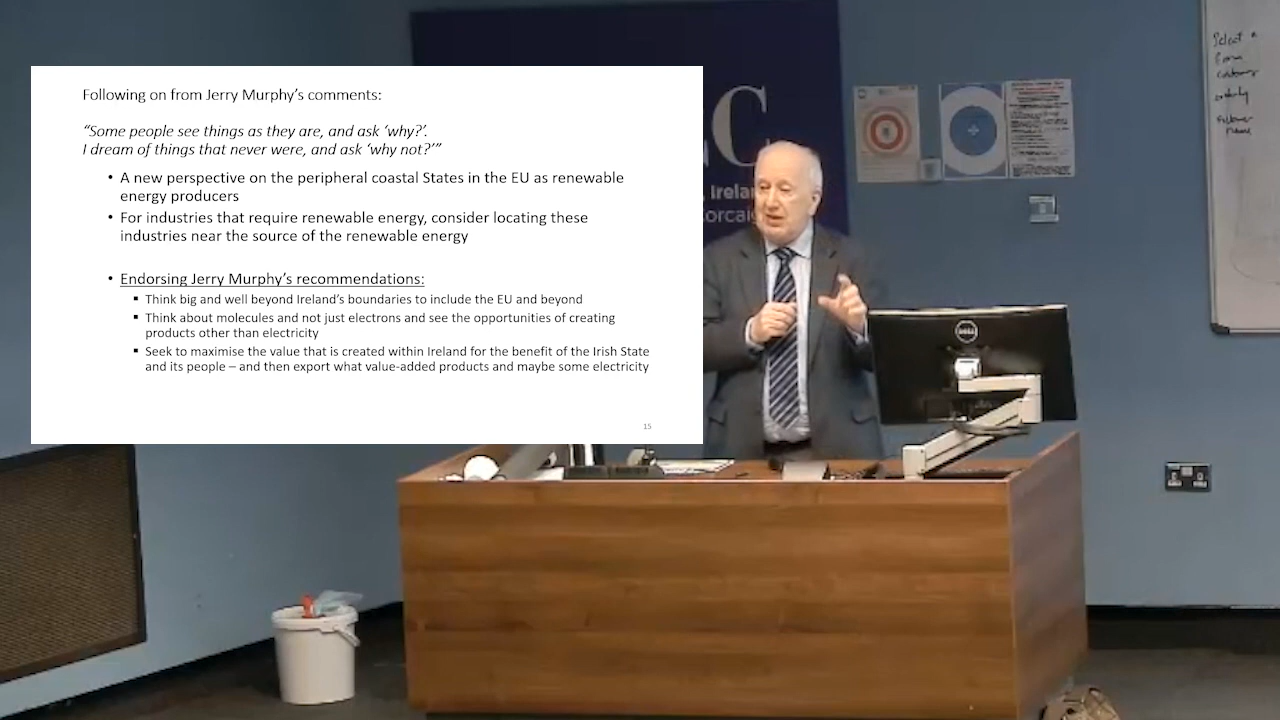 Following on from Jerry Murphy's comments:
“Some people see things as they are, and ask ‘why?’.
I dream of things that never were, and ask ‘why not?’”
• A new perspective on the peripheral coastal States in the EU as renewable
energy producers
• For industries that require renewable energy, consider locating these
industries near the source of the renewable energy
• Endorsing Jerry Murphy's recommendations:
▪ Think big and well beyond Ireland's boundaries to include the EU and beyond
▪ Think about molecules and not just electrons and see the opportunities of creating
products other than electricity
▪ Seek to maximise the value that is created within Ireland for the benefit of the Irish State
and its people – and then export what value-added products and maybe some electricity
15
C
Irela
orcaig
DELL
Select a